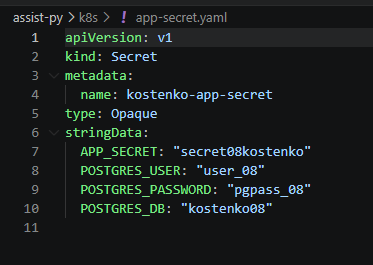 assist-py > k8s > ! app-secret.yaml
1 apiVersion: v1
2 kind: Secret
3 metadata:
4   name: kostenko-app-secret
5 type: Opaque
6 stringData:
7   APP_SECRET: "secret08kostenko"
8   POSTGRES_USER: "user_08"
9   POSTGRES_PASSWORD: "pgpass_08"
10   POSTGRES_DB: "kostenko08"
11